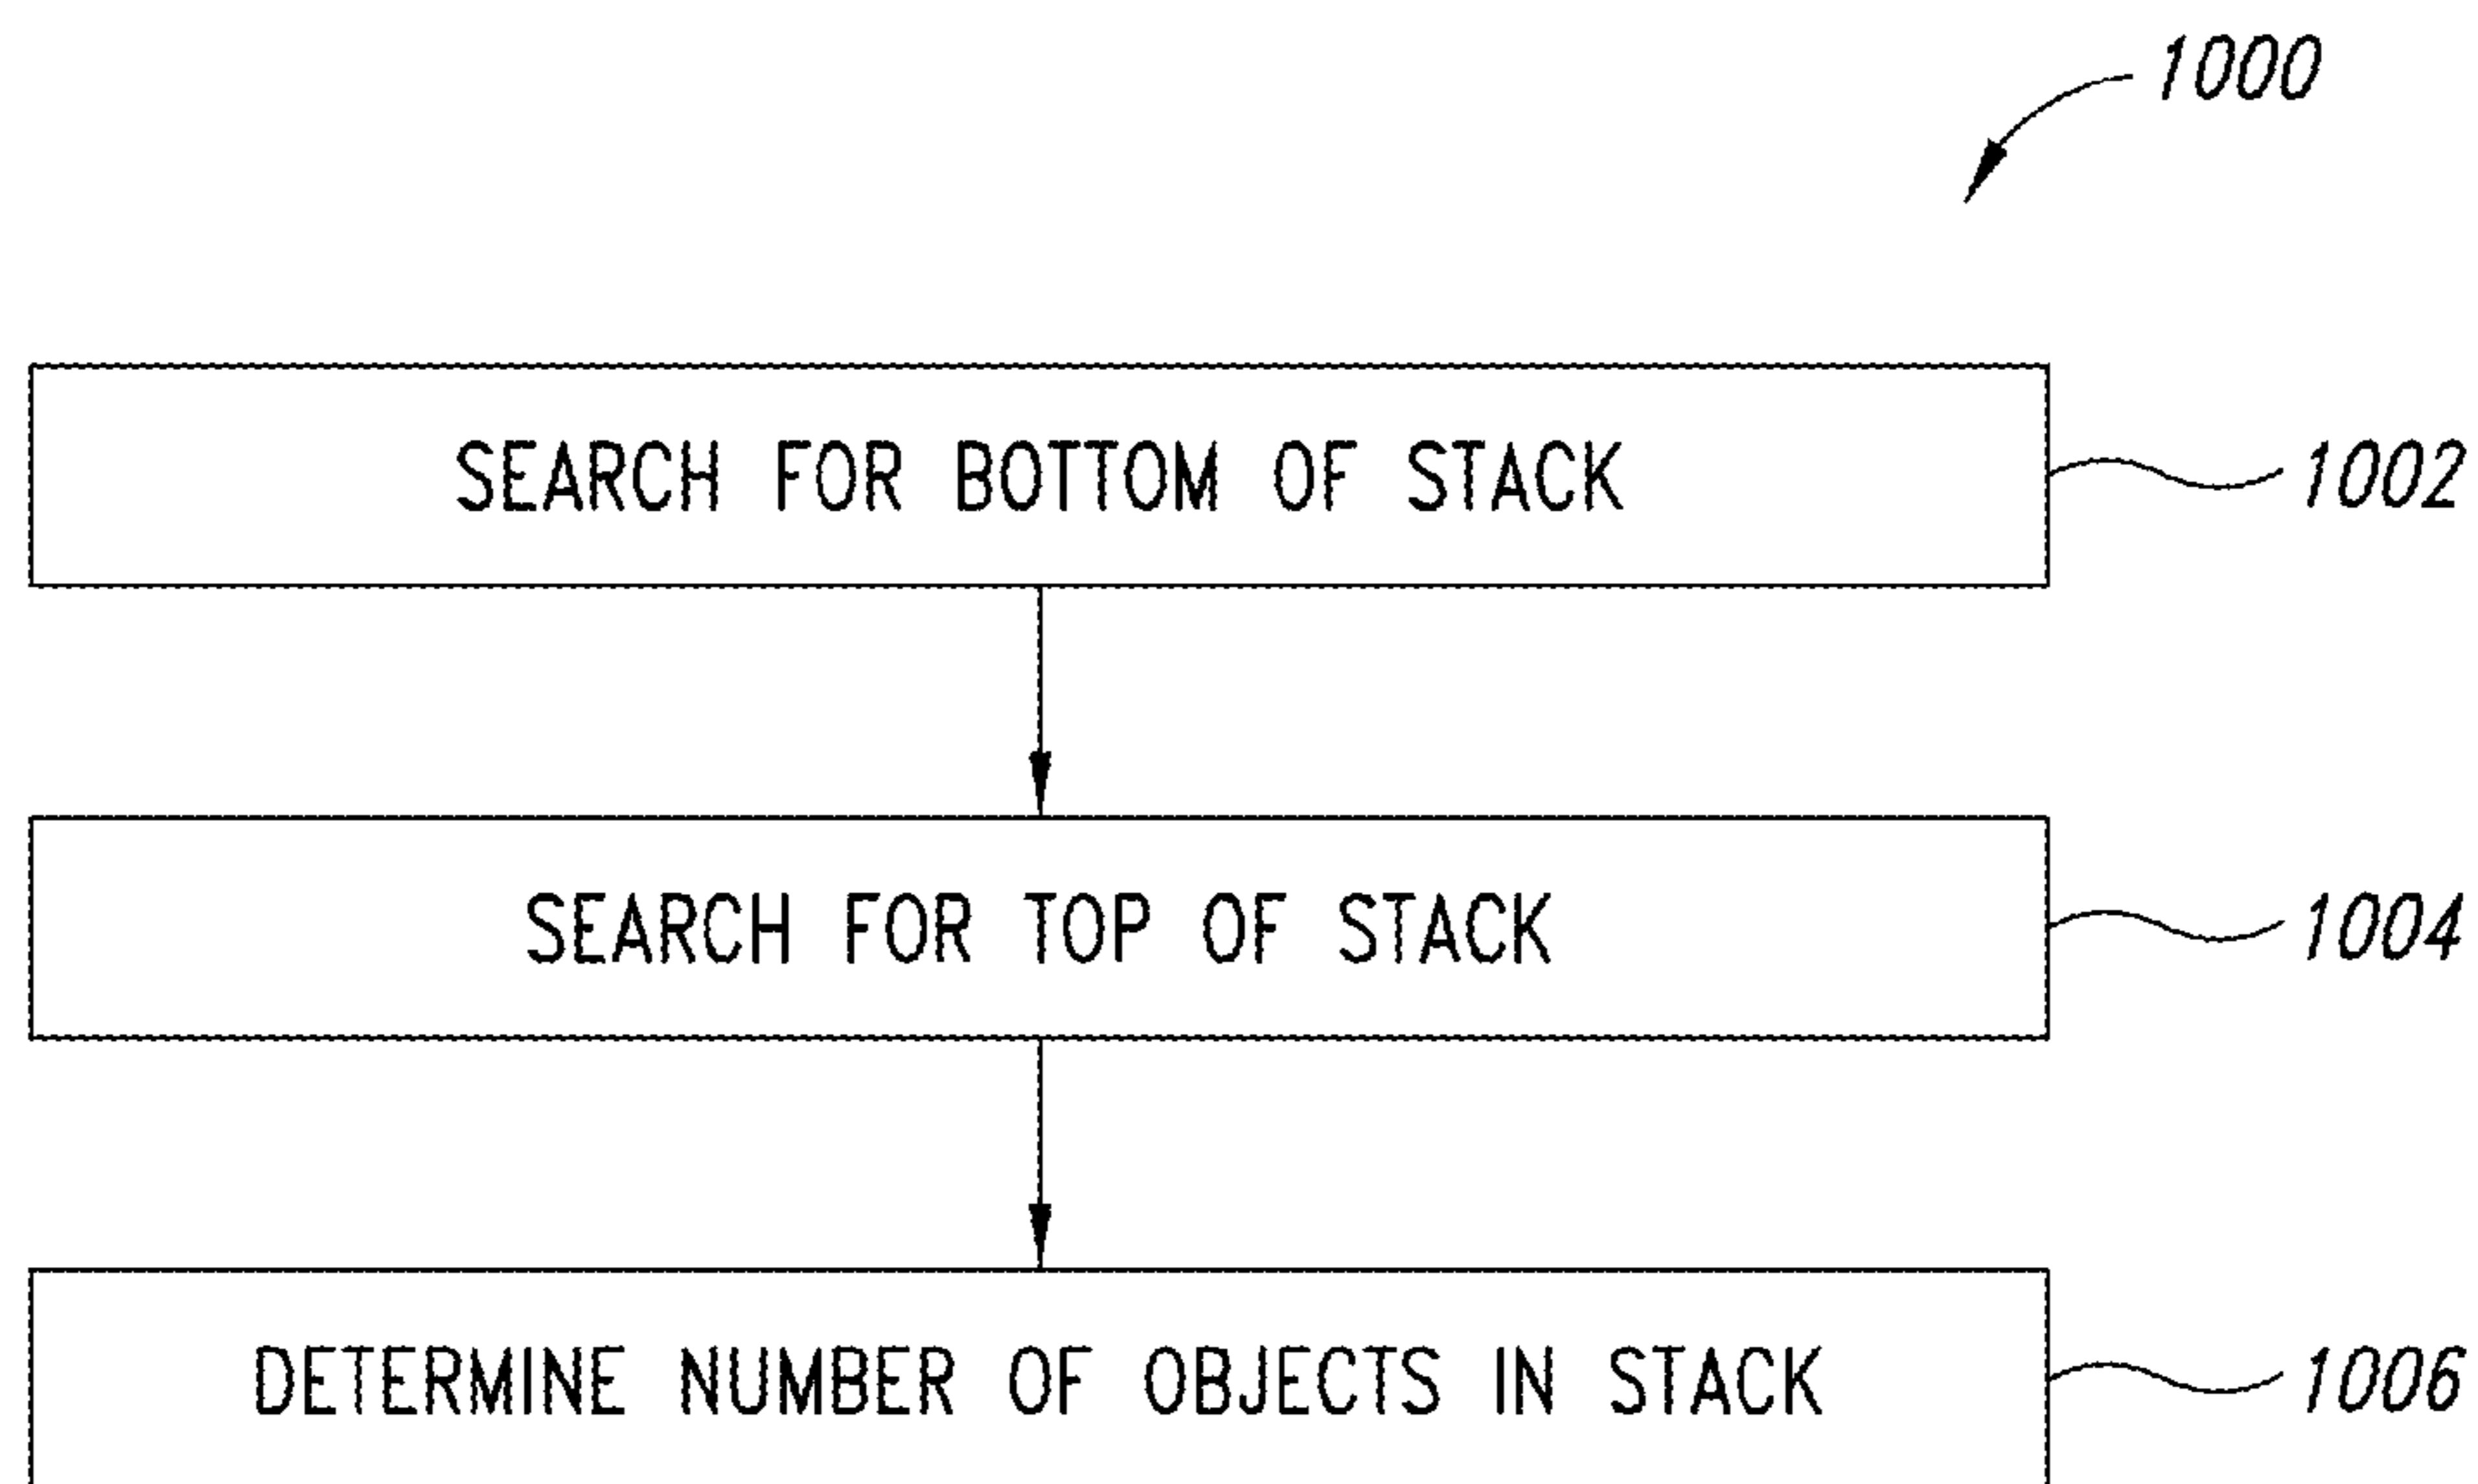 1000
SEARCH FOR BOTTOM OF STACK
1002
SEARCH FOR TOP OF STACK
1004
DETERMINE NUMBER OF OBJECTS IN STACK
1006